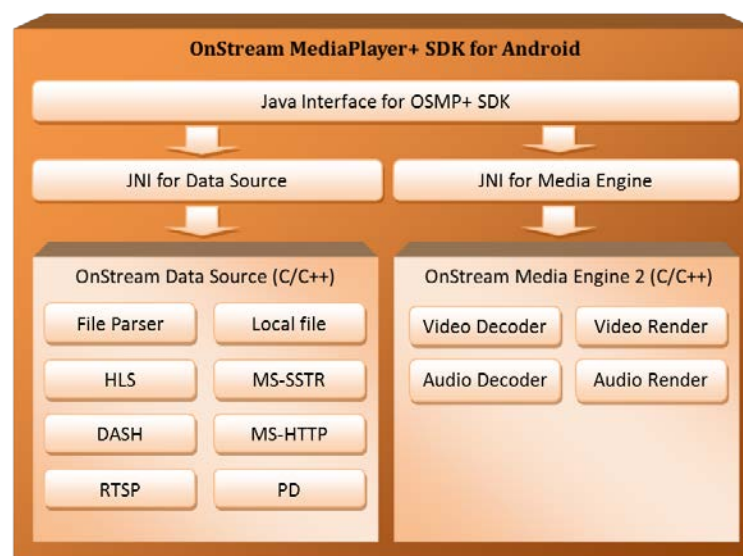 OnStream MediaPlayer+ SDK for Android
Java Interface for OSMP+ SDK
JNI for Data Source
JNI for Media Engine
OnStream Data Source (C/C++)
File Parser
Local file
HLS
MS-SSTR
DASH
MS-HTTP
RTSP
PD
OnStream Media Engine 2 (C/C++)
Video Decoder
Video Render
Audio Decoder
Audio Render